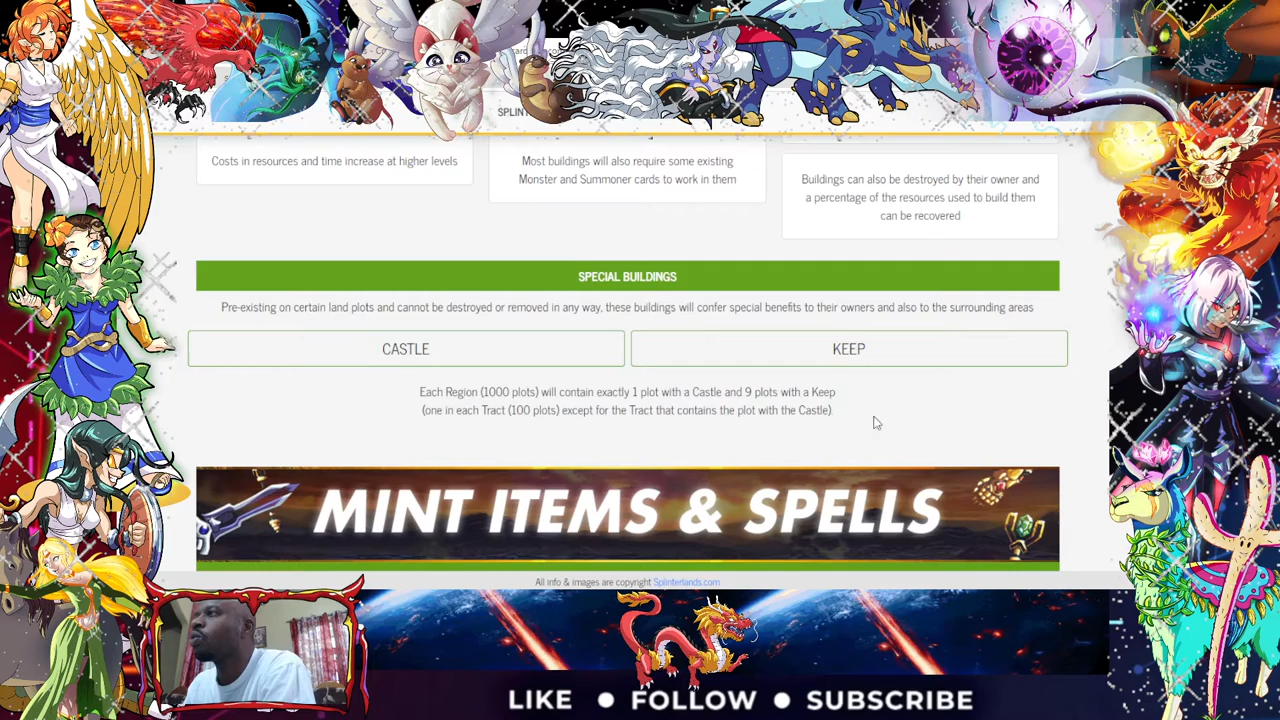 SPLINT
Costs in resources and time increase at higher levels
Most buildings will also require some existing
Monster and Summoner cards to work in them
Buildings can also be destroyed by their owner and
a percentage of the resources used to build them
can be recovered
SPECIAL BUILDINGS
Pre-existing on certain land plots and cannot be destroyed or removed in any way, these buildings will confer special benefits to their owners and also to the surrounding areas
CASTLE
KEEP
Each Region (1000 plots) will contain exactly 1 plot with a Castle and 9 plots with a Keep
(one in each Tract (100 plots) except for the Tract that contains the plot with the Castle).
MINT ITEMS & SPELLS
All info & images are copyright Splinterlands.com
LIKE ● FOLLOW ● SUBSCRIBE